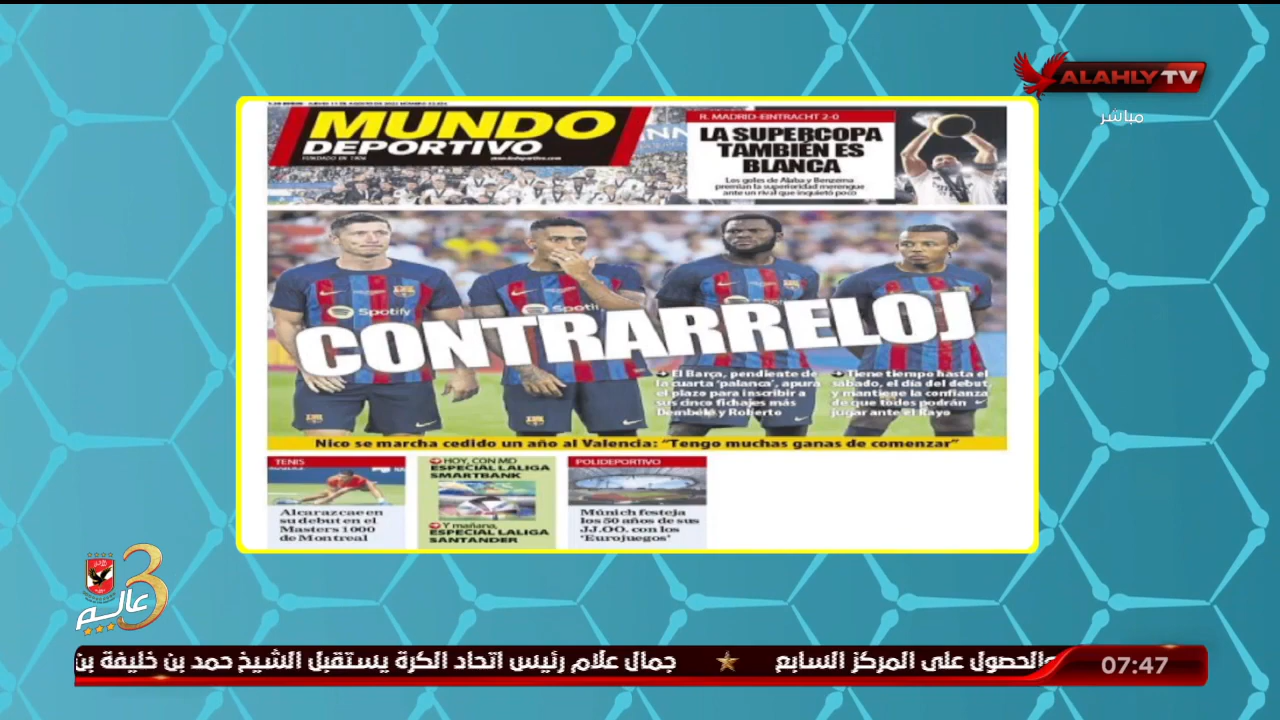 ALAHLY TV
مباشر
MUNDO
DEPORTIVO
FUNDADO EN 1906
mundodeportivo.com
R. MADRID-EINTRACHT 2-0
LA SUPERCOPA
TAMBIÉN ES
BLANCA
Los goles de Alaba y Benzema
premian la superioridad merengue
ante un rival que inquietó poco
Spotify
Spotify
CONTRARRELOJ
El Barça, pendiente de
la cuarta ‘palanca’, apura
el plazo para inscribir a
sus cinco fichajes más
Dembélé y Roberto
Tiene tiempo hasta el
sábado, el día del debut,
y mantiene la confianza
de que todos podrán
jugar ante el Rayo
Nico se marcha cedido un año al Valencia: “Tengo muchas ganas de comenzar”
TENIS
Alcaraz cae en
su debut en el
Masters 1000
de Montreal
HOY, CON MD
ESPECIAL LALIGA
SMARTBANK
Y mañana,
ESPECIAL LALIGA
SANTANDER
POLIDEPORTIVO
Múnich festeja
los 50 años de sus
JJ.OO. con los
‘Eurojuegos’
3
عالم
والحصول على المركز السابع ★ جمال علام رئيس اتحاد الكرة يستقبل الشيخ حمد بن خليفة بن
07:47